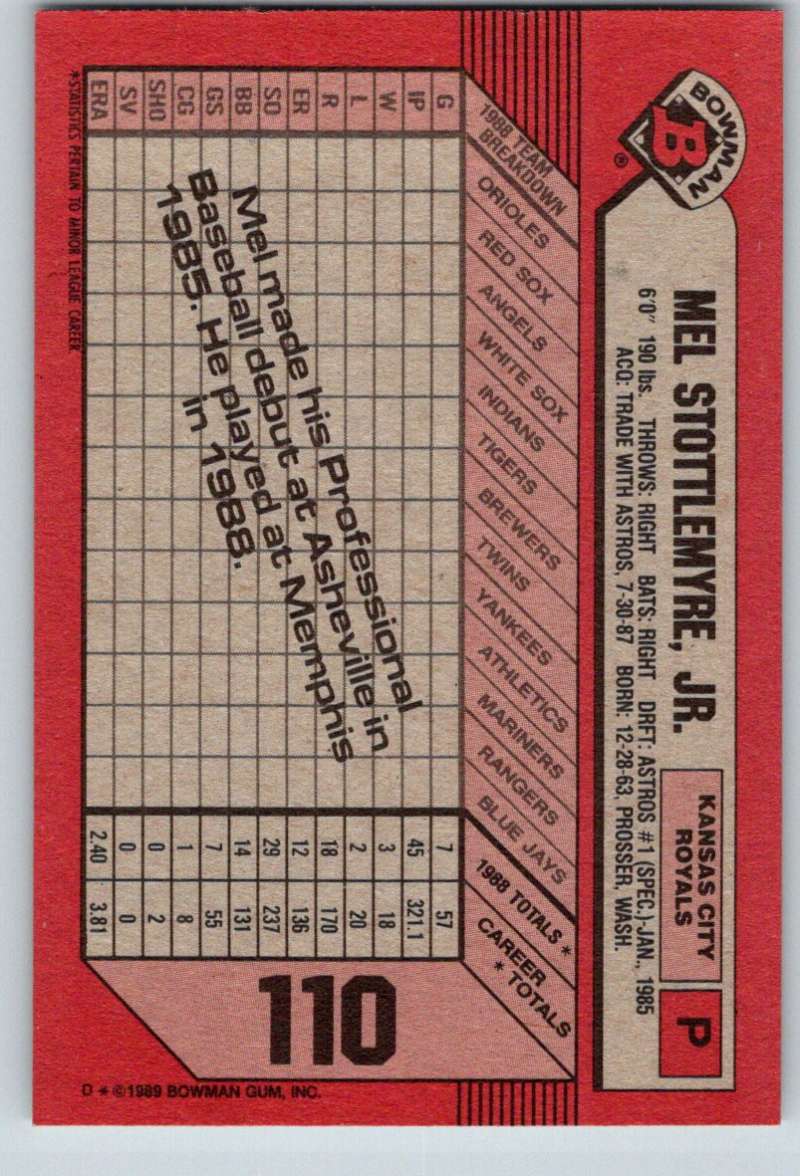 BOWMAN
B
®
MEL STOTTLEMYRE, JR.
6'0" 190 lbs. THROWS: RIGHT BATS: RIGHT DRFT: ASTROS #1 (SPEC.)-JAN., 1985
ACQ: TRADE WITH ASTROS, 7-30-87 BORN: 12-28-63, PROSSER, WASH.
KANSAS CITY
ROYALS
P
1988 TEAM
BREAKDOWN
ORIOLES
RED SOX
ANGELS
WHITE SOX
INDIANS
TIGERS
BREWERS
TWINS
YANKEES
ATHLETICS
MARINERS
RANGERS
BLUE JAYS
1988 TOTALS *
CAREER
* TOTALS
G 7 57
IP 45 321.1
W 3 18
L 2 20
R 18 170
ER 12 136
SO 29 237
BB 14 131
GS 7 55
CG 1 8
SHO 0 2
SV 0 0
ERA 2.40 3.81
Mel made his Professional
Baseball debut at Asheville in
1985. He played at Memphis
in 1988.
*STATISTICS PERTAIN TO MINOR LEAGUE CAREER
110
D * ©1989 BOWMAN GUM, INC.